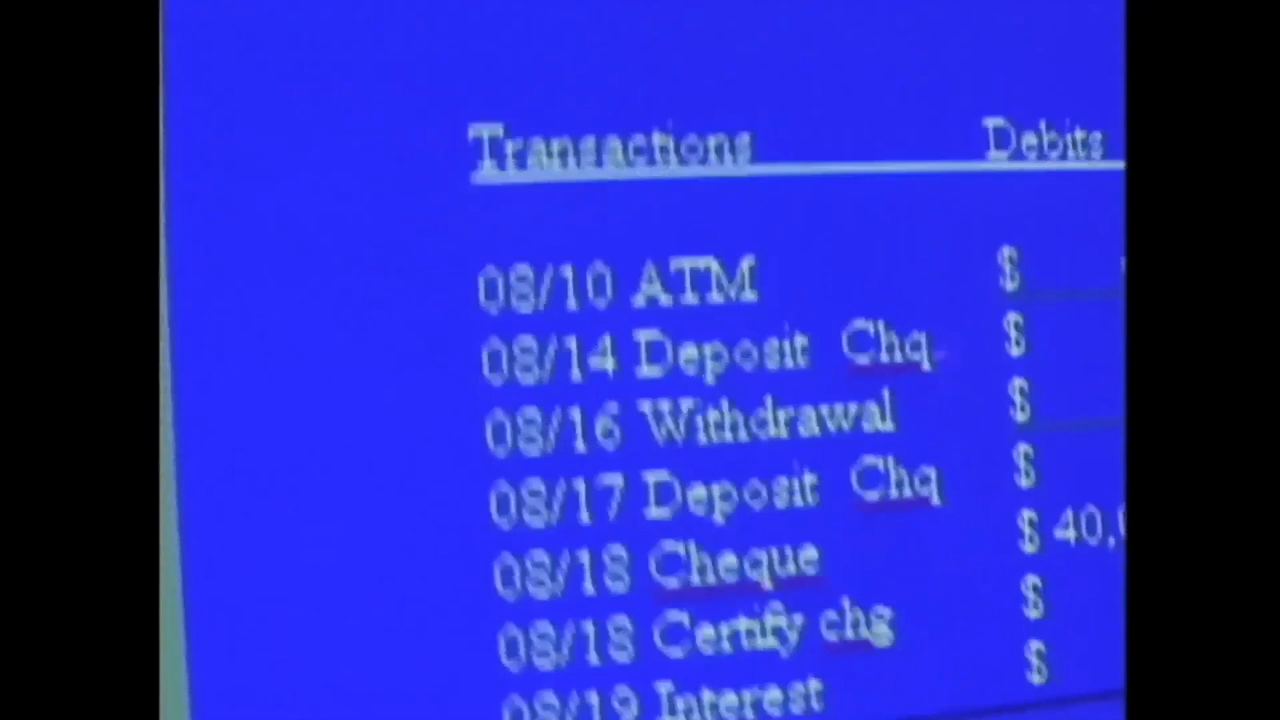 Transactions Debits
08/10 ATM $
08/14 Deposit Chq $
08/16 Withdrawal $
08/17 Deposit Chq $
08/18 Cheque $ 40,
08/18 Certify chg $
08/19 Interest $